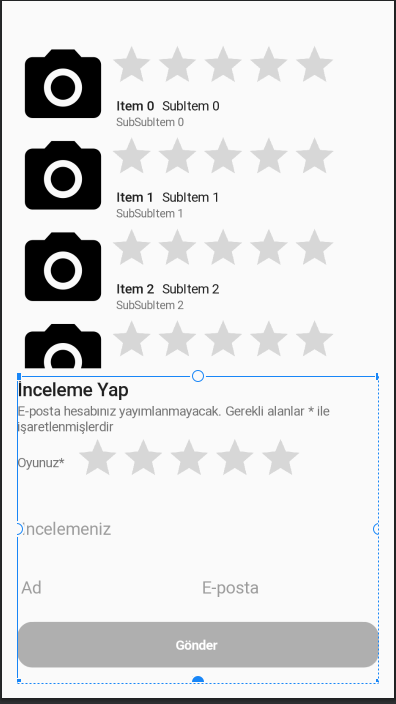 Item 0 SubItem 0
SubSubItem 0
Item 1 SubItem 1
SubSubItem 1
Item 2 SubItem 2
SubSubItem 2
İnceleme Yap
E-posta hesabınız yayımlanmayacak. Gerekli alanlar * ile
işaretlenmişlerdir
Oyunuz*
İncelemeniz
Ad E-posta
Gönder